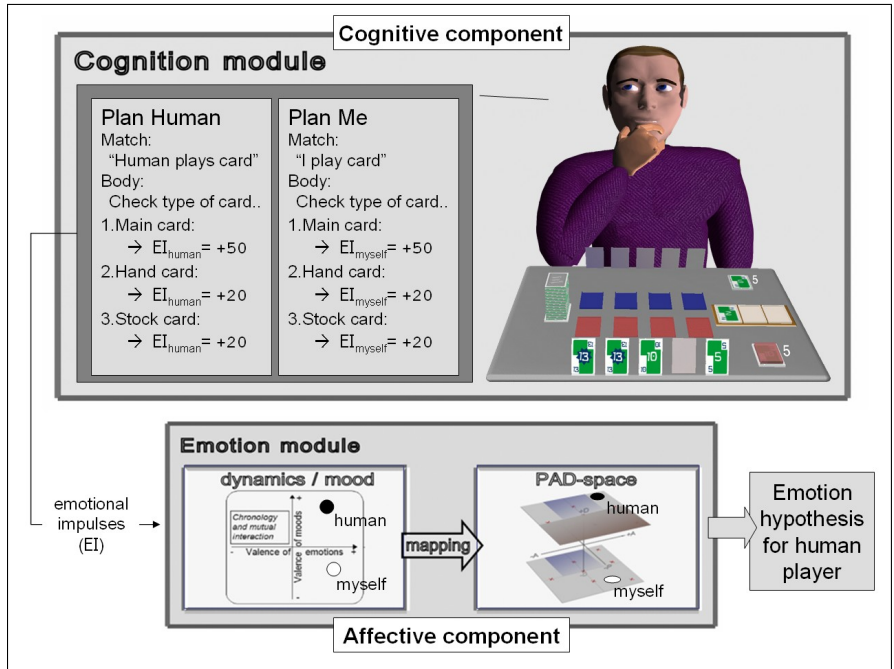 Cognitive component
Cognition module
Plan Human
Match:
“Human plays card”
Body:
Check type of card..
1.Main card:
→ EIhuman= +50
2.Hand card:
→ EIhuman= +20
3.Stock card:
→ EIhuman= +20
Plan Me
Match:
“I play card”
Body:
Check type of card..
1.Main card:
→ EImyself= +50
2.Hand card:
→ EImyself= +20
3.Stock card:
→ EImyself= +20
5
13
13
10
5
5
emotional
impulses
(EI)
Emotion module
dynamics / mood
Chronology
and mutual
interaction
Valence of moods
- Valence of emotions +
human
myself
mapping
PAD-space
human
myself
Emotion
hypothesis
for human
player
Affective component